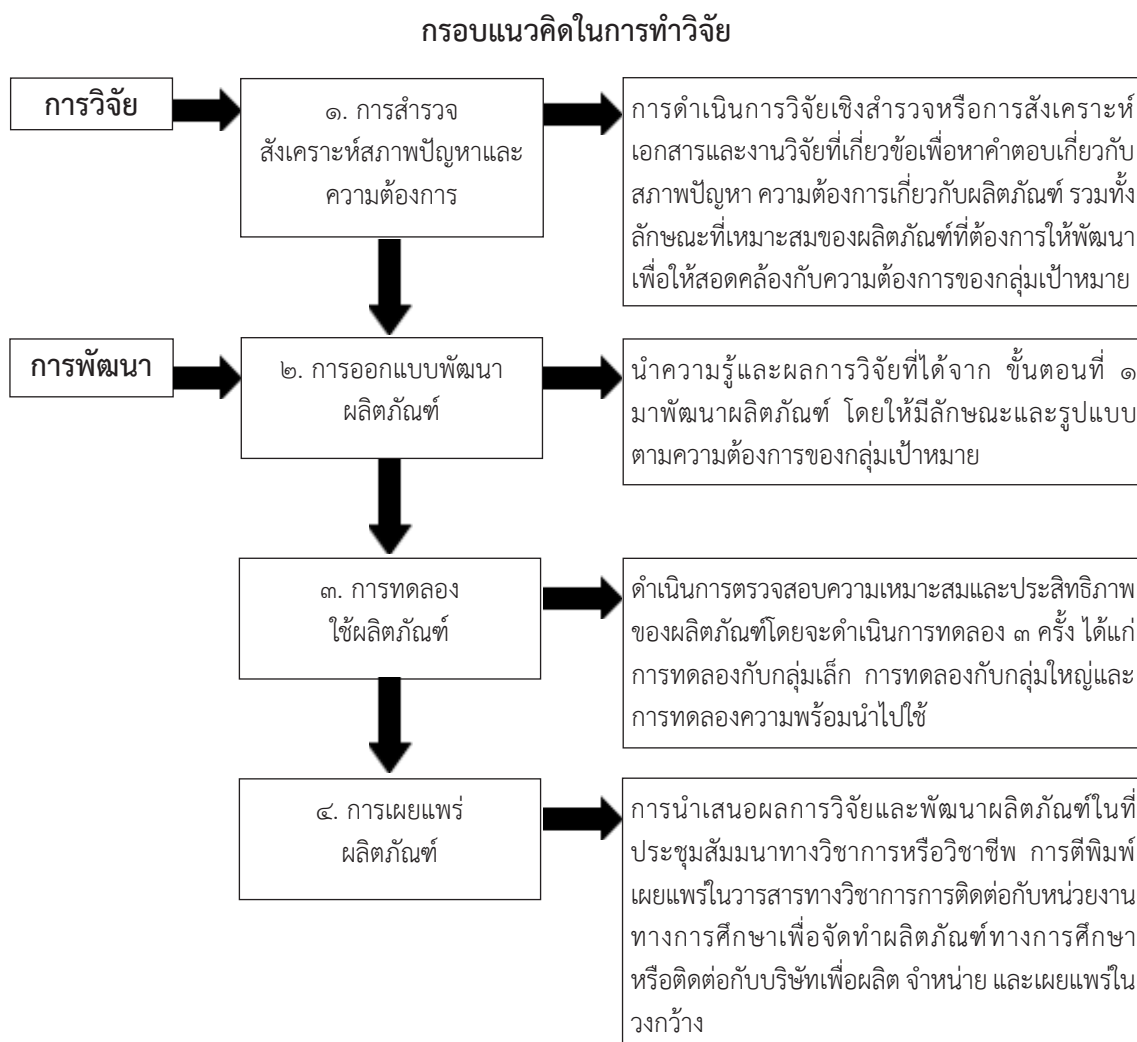 กรอบแนวคิดในการทำวิจัย
การวิจัย
๑. การสำรวจ
สังเคราะห์สภาพปัญหาและ
ความต้องการ
การดำเนินการวิจัยเชิงสำรวจหรือการสังเคราะห์
เอกสารและงานวิจัยที่เกี่ยวข้อเพื่อหาคำตอบเกี่ยวกับ
สภาพปัญหา ความต้องการเกี่ยวกับผลิตภัณฑ์ รวมทั้ง
ลักษณะที่เหมาะสมของผลิตภัณฑ์ที่ต้องการให้พัฒนา
เพื่อให้สอดคล้องกับความต้องการของกลุ่มเป้าหมาย
การพัฒนา
๒. การออกแบบพัฒนา
ผลิตภัณฑ์
นำความรู้และผลการวิจัยที่ได้จาก ขั้นตอนที่ ๑
มาพัฒนาผลิตภัณฑ์ โดยให้มีลักษณะและรูปแบบ
ตามความต้องการของกลุ่มเป้าหมาย
๓. การทดลอง
ใช้ผลิตภัณฑ์
ดำเนินการตรวจสอบความเหมาะสมและประสิทธิภาพ
ของผลิตภัณฑ์โดยจะดำเนินการทดลอง ๓ ครั้ง ได้แก่
การทดลองกับกลุ่มเล็ก การทดลองกับกลุ่มใหญ่และ
การทดลองความพร้อมนำไปใช้
๔. การเผยแพร่
ผลิตภัณฑ์
การนำเสนอผลการวิจัยและพัฒนาผลิตภัณฑ์ในที่
ประชุมสัมมนาทางวิชาการหรือวิชาชีพ การตีพิมพ์
เผยแพร่ในวารสารทางวิชาการการติดต่อกับหน่วยงาน
ทางการศึกษาเพื่อจัดทำผลิตภัณฑ์ทางการศึกษา
หรือติดต่อกับบริษัทเพื่อผลิต จำหน่าย และเผยแพร่ใน
วงกว้าง